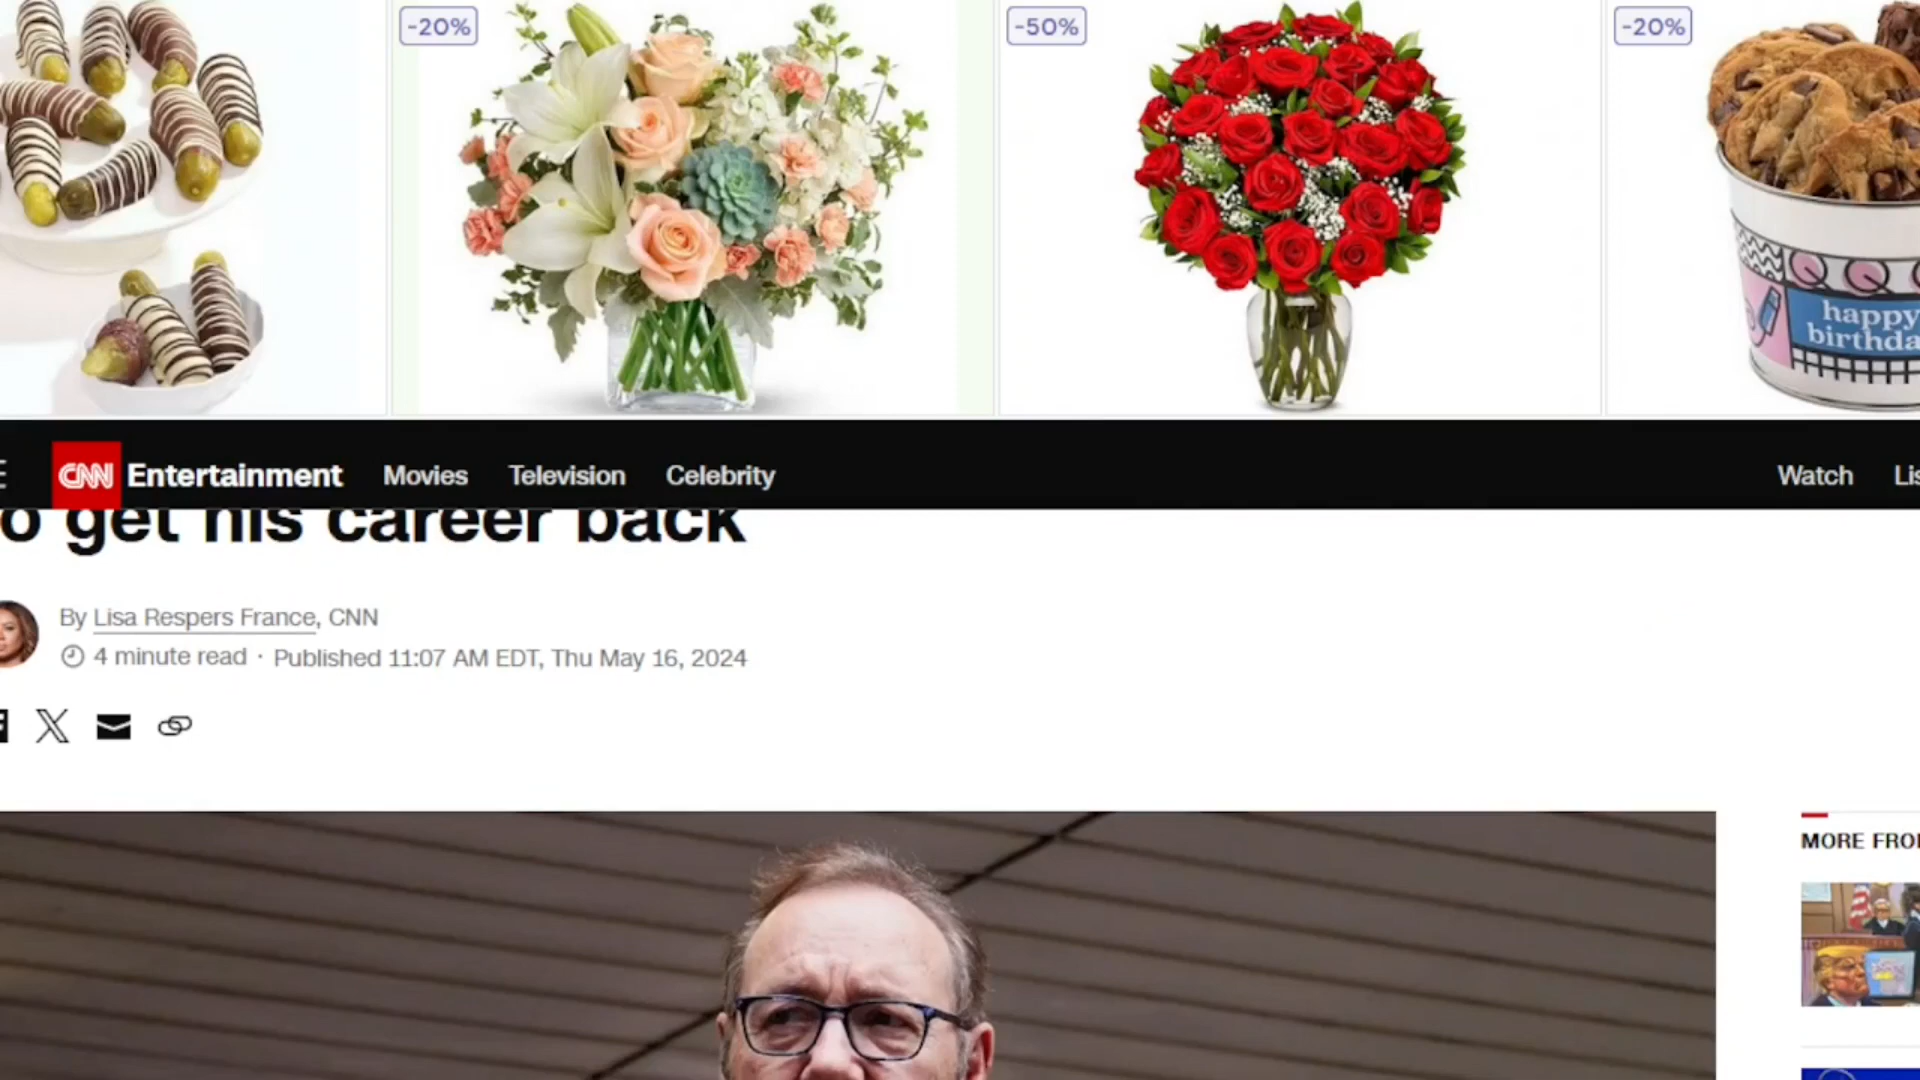 -20%
-50%
-20%
happy
birthda
CNN Entertainment Movies Television Celebrity Watch Lis
o get his career back
By Lisa Respers France, CNN
4 minute read · Published 11:07 AM EDT, Thu May 16, 2024
MORE FRO